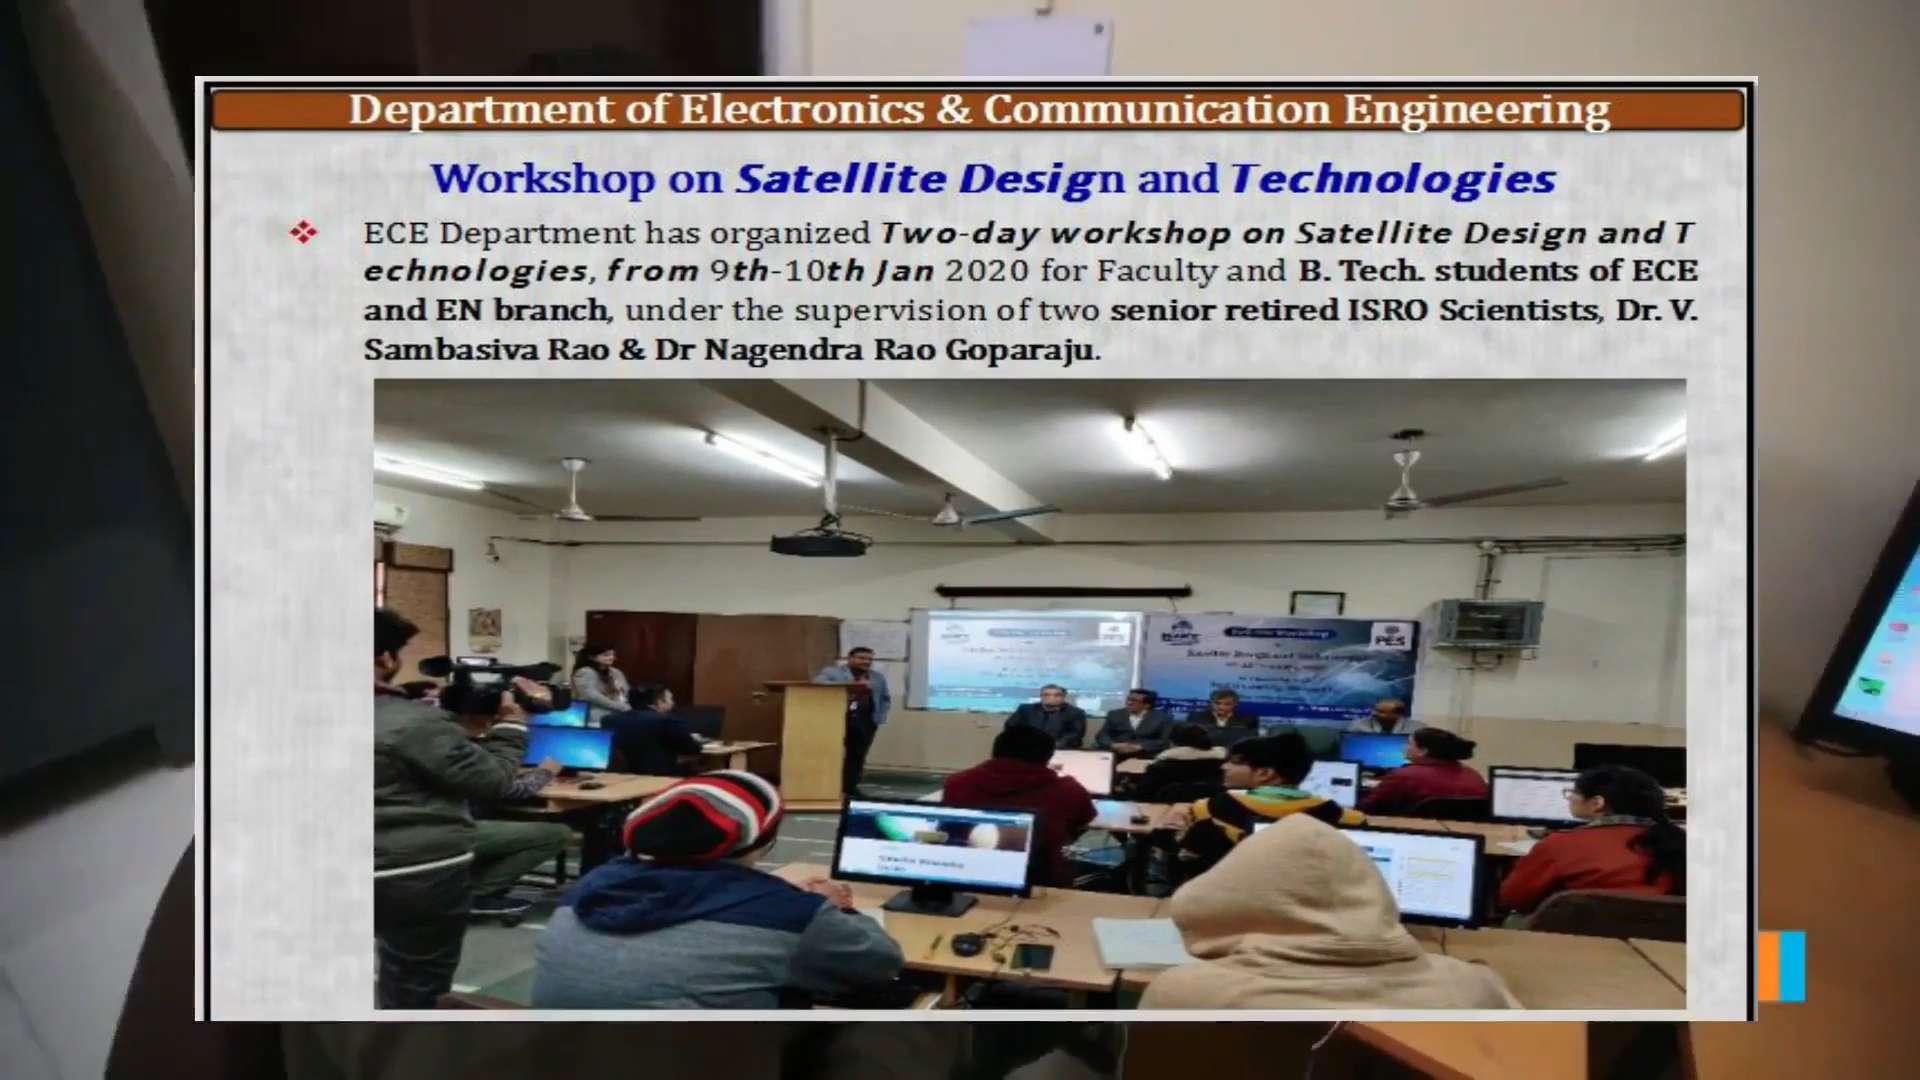 Department of Electronics & Communication Engineering
Workshop on Satellite Design and Technologies
ECE Department has organized Two-day workshop on Satellite Design and T
echnologies, from 9th-10th Jan 2020 for Faculty and B. Tech. students of ECE
and EN branch, under the supervision of two senior retired ISRO Scientists, Dr. V.
Sambasiva Rao & Dr Nagendra Rao Goparaju.
PES